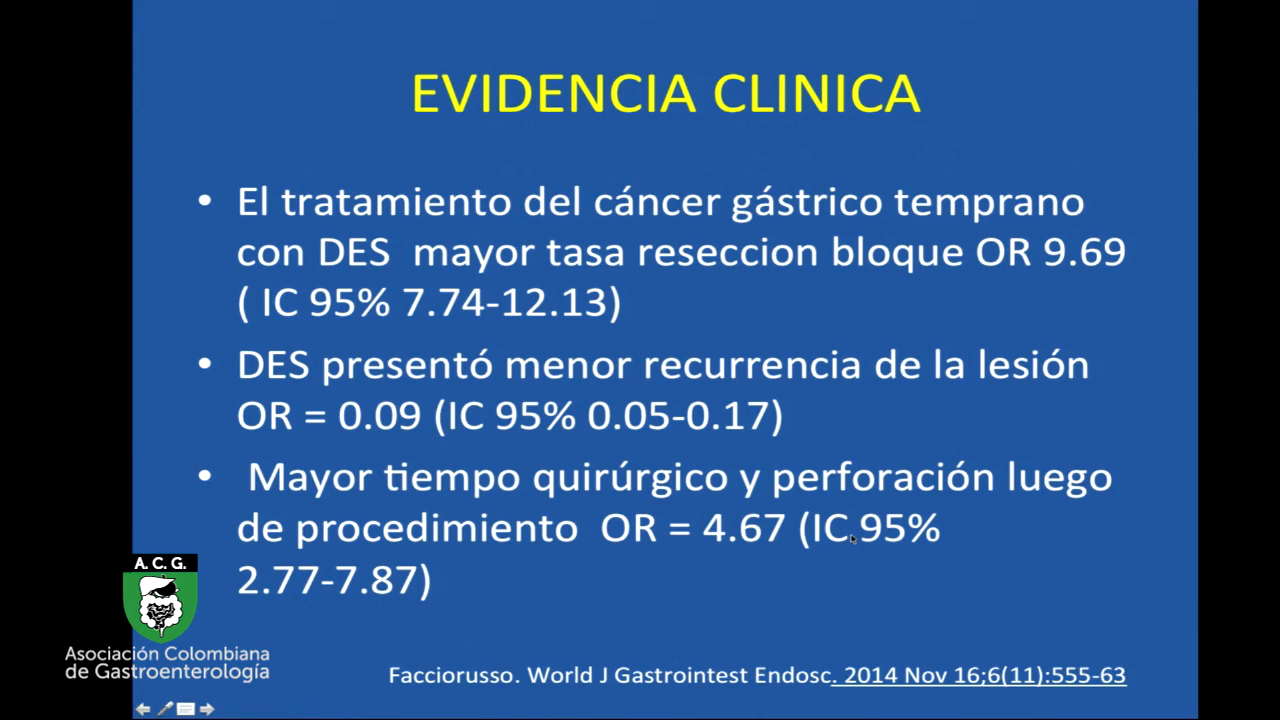 EVIDENCIA CLINICA
• El tratamiento del cáncer gástrico temprano
con DES mayor tasa reseccion bloque OR 9.69
( IC 95% 7.74-12.13)
• DES presentó menor recurrencia de la lesión
OR = 0.09 (IC 95% 0.05-0.17)
• Mayor tiempo quirúrgico y perforación luego
de procedimiento OR = 4.67 (IC 95%
2.77-7.87)
A. C. G.
Asociación Colombiana
de Gastroenterología
Facciorusso. World J Gastrointest Endosc. 2014 Nov 16;6(11):555-63